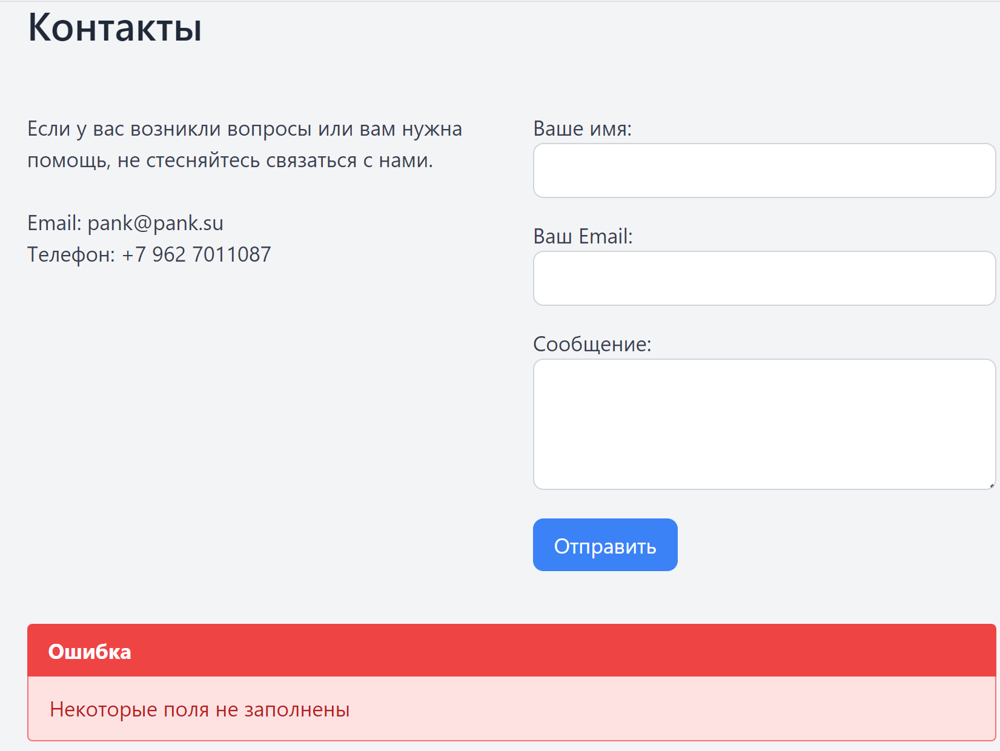 Контакты
Если у вас возникли вопросы или вам нужна
помощь, не стесняйтесь связаться с нами.
Email: pank@pank.su
Телефон: +7 962 7011087
Ваше имя:
Ваш Email:
Сообщение:
Отправить
Ошибка
Некоторые поля не заполнены